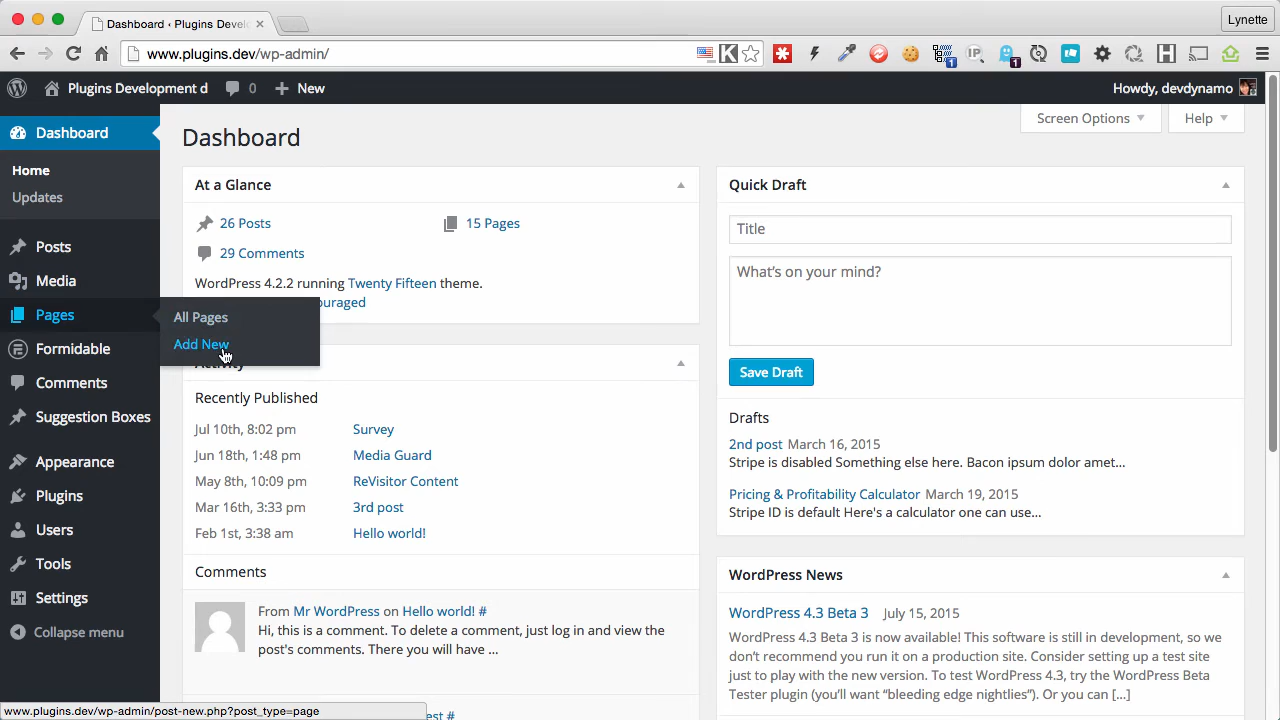 Dashboard ‹ Plugins Devel
Lynette
www.plugins.dev/wp-admin/
Plugins Development d
0
New
Howdy, devdynamo
Dashboard
Home
Updates
Posts
Media
Pages
All Pages
Add New
Formidable
Comments
Suggestion Boxes
Appearance
Plugins
Users
Tools
Settings
Collapse menu
Dashboard
Screen Options
Help
At a Glance
26 Posts
15 Pages
29 Comments
WordPress 4.2.2 running Twenty Fifteen theme.
ouraged
Activity
Recently Published
Jul 10th, 8:02 pm Survey
Jun 18th, 1:48 pm Media Guard
May 8th, 10:09 pm ReVisitor Content
Mar 16th, 3:33 pm 3rd post
Feb 1st, 3:38 am Hello world!
Comments
From Mr WordPress on Hello world! #
Hi, this is a comment. To delete a comment, just log in and view the
post's comments. There you will have ...
Quick Draft
Title
What's on your mind?
Save Draft
Drafts
2nd post March 16, 2015
Stripe is disabled Something else here. Bacon ipsum dolor amet...
Pricing & Profitability Calculator March 19, 2015
Stripe ID is default Here's a calculator one can use...
WordPress News
WordPress 4.3 Beta 3 July 15, 2015
WordPress 4.3 Beta 3 is now available! This software is still in development, so we
don't recommend you run it on a production site. Consider setting up a test site
just to play with the new version. To test WordPress 4.3, try the WordPress Beta
Tester plugin (you'll want “bleeding edge nightlies”). Or you can [...]
www.plugins.dev/wp-admin/post-new.php?post_type=page